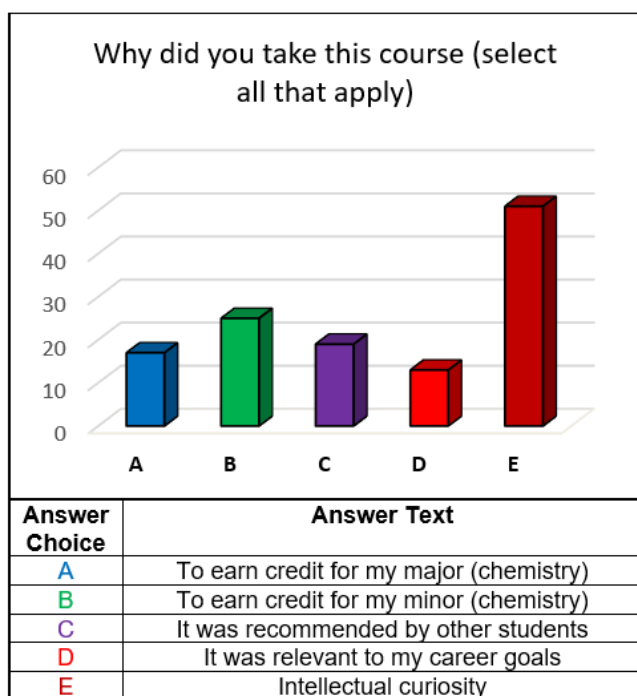 Why did you take this course (select
all that apply)
60
50
40
30
20
10
0
A B C D E
Answer Choice Answer Text
A To earn credit for my major (chemistry)
B To earn credit for my minor (chemistry)
C It was recommended by other students
D It was relevant to my career goals
E Intellectual curiosity